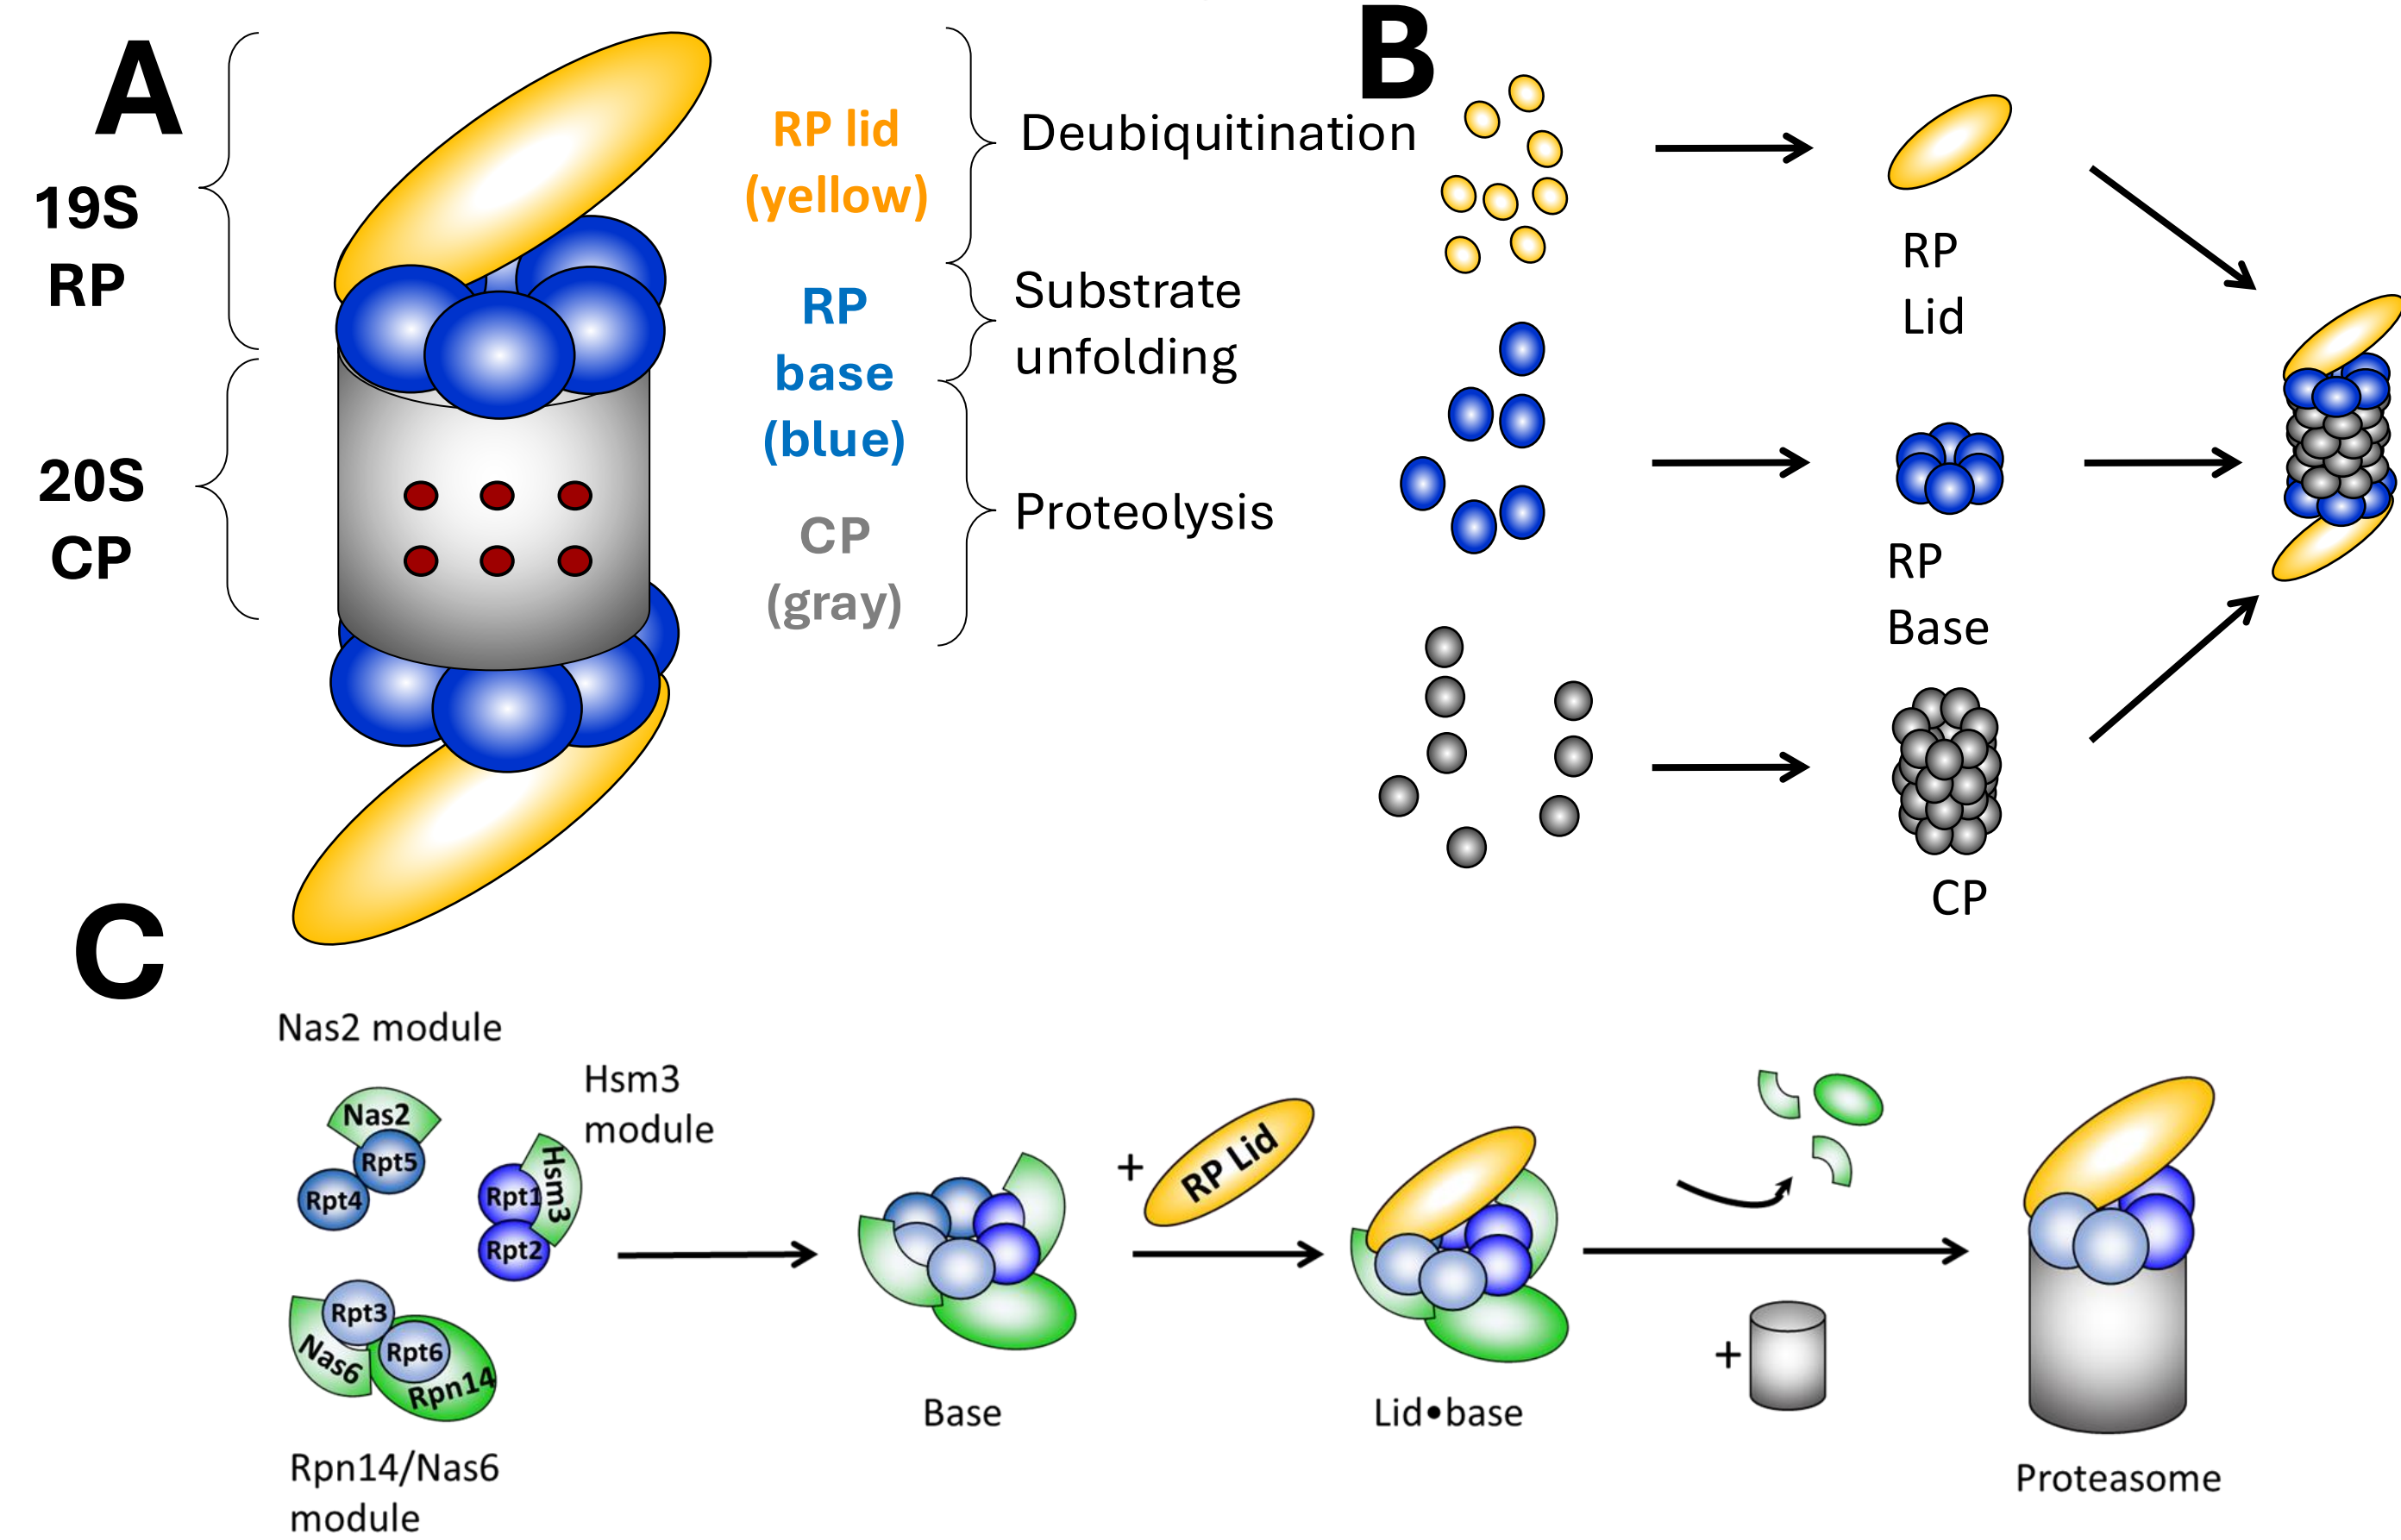 A
19S
RP
20S
CP
RP lid
(yellow)
RP
base
(blue)
CP
(gray)
Deubiquitination
Substrate
unfolding
Proteolysis
B
RP
Lid
RP
Base
CP
C
Nas2 module
Hsm3
module
Nas2
Rpt5
Rpt4
Hsm3
Rpt1
Rpt2
Rpt3
Rpt6
Nas6
Rpn14
Rpn14/Nas6
module
Base
+
RP Lid
Lid•base
+
Proteasome